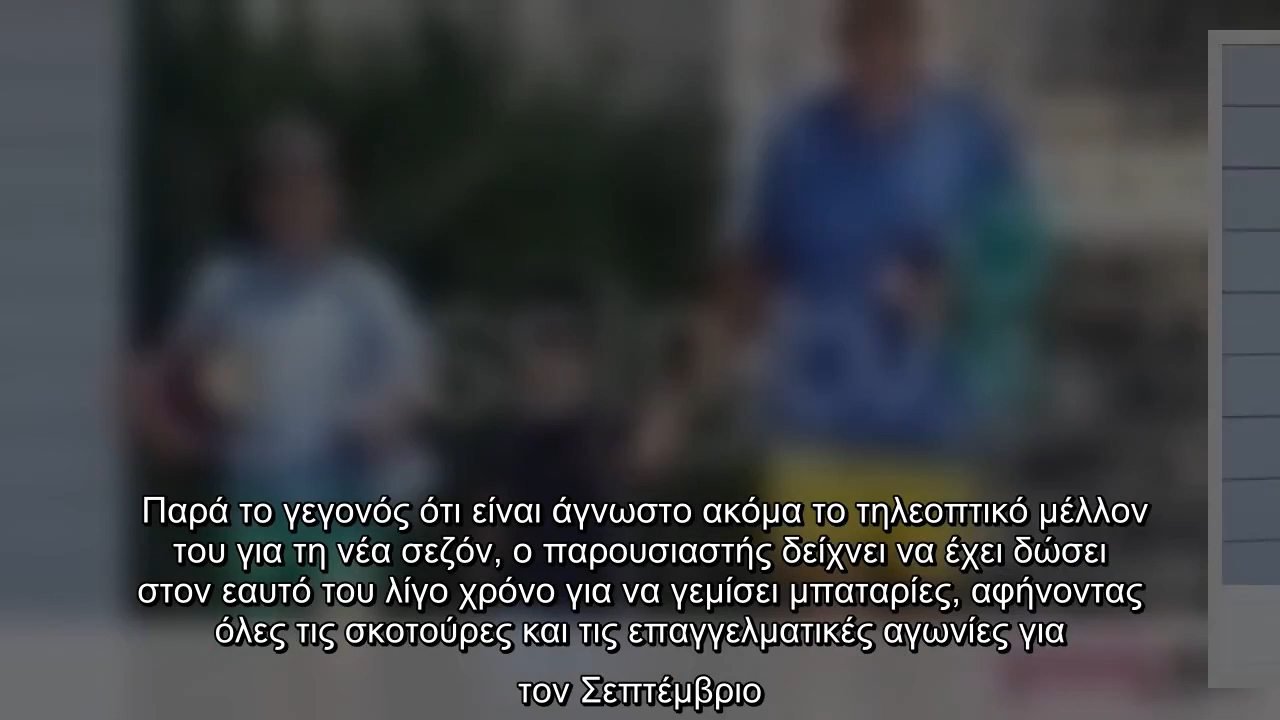 Παρά το γεγονός ότι είναι άγνωστο ακόμα το τηλεοπτικό μέλλον
του για τη νέα σεζόν, ο παρουσιαστής δείχνει να έχει δώσει
στον εαυτό του λίγο χρόνο για να γεμίσει μπαταρίες, αφήνοντας
όλες τις σκοτούρες και τις επαγγελματικές αγωνίες για
τον Σεπτέμβριο